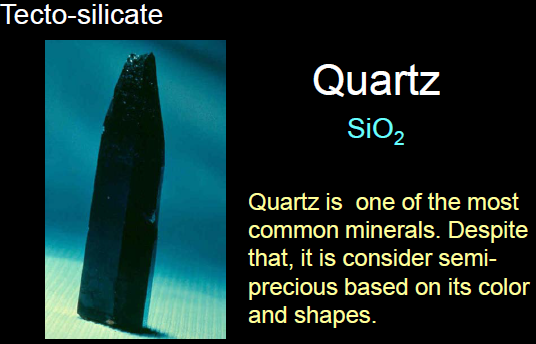 Tecto-silicate
Quartz
SiO₂
Quartz is  one of the most
common minerals. Despite
that, it is consider semi-
precious based on its color
and shapes.